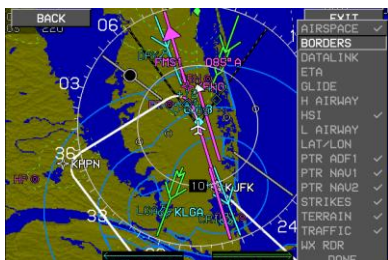 BACK
EXIT
06
03
36
33
24
FMS1
KHPN
KJFK
KLGA
10
AIRSPACE ✓
BORDERS
DATALINK
ETA
GLIDE
H AIRWAY
HSI ✓
L AIRWAY
LAT/LON
PTR ADF1 ✓
PTR NAV1 ✓
PTR NAV2 ✓
STRIKES ✓
TERRAIN ✓
TRAFFIC ✓
WX RDR
DONE